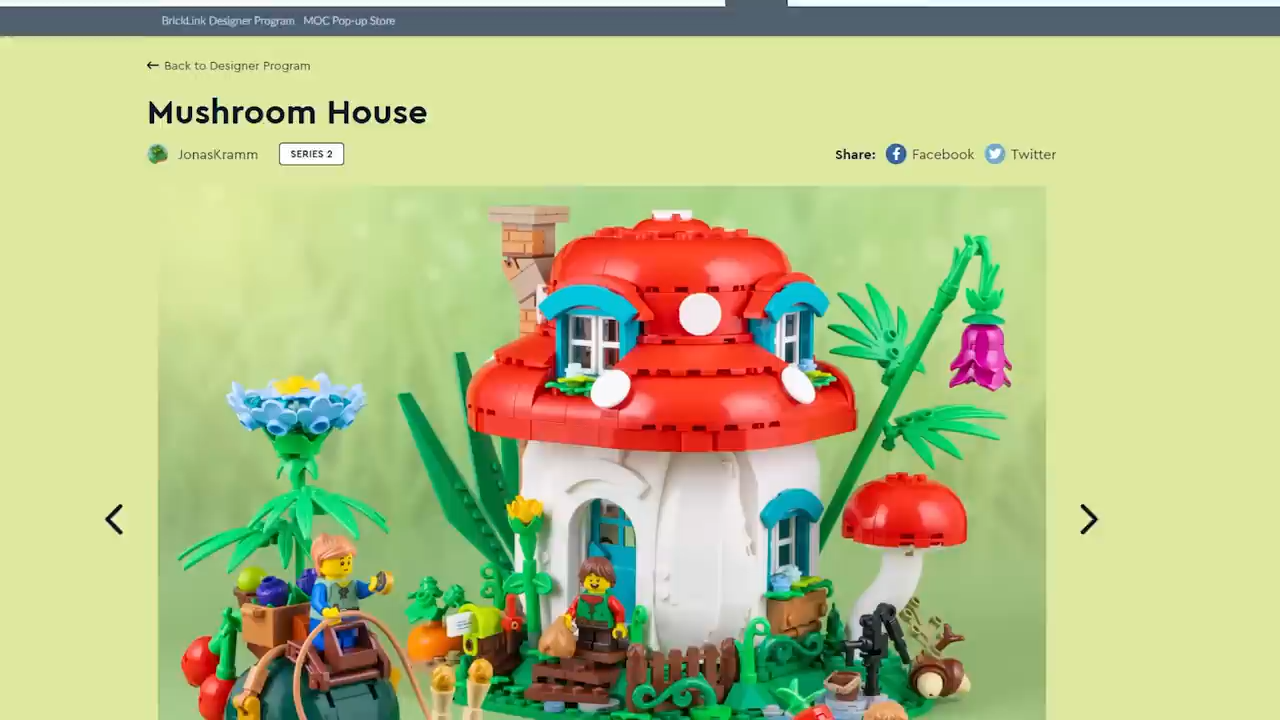 BrickLink Designer Program MOC Pop-up Store
← Back to Designer Program
Mushroom House
JonasKramm SERIES 2
Share: Facebook Twitter